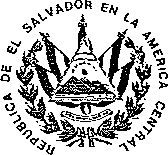 REPUBLICA DE EL SALVADOR EN LA AMERICA CENTRAL